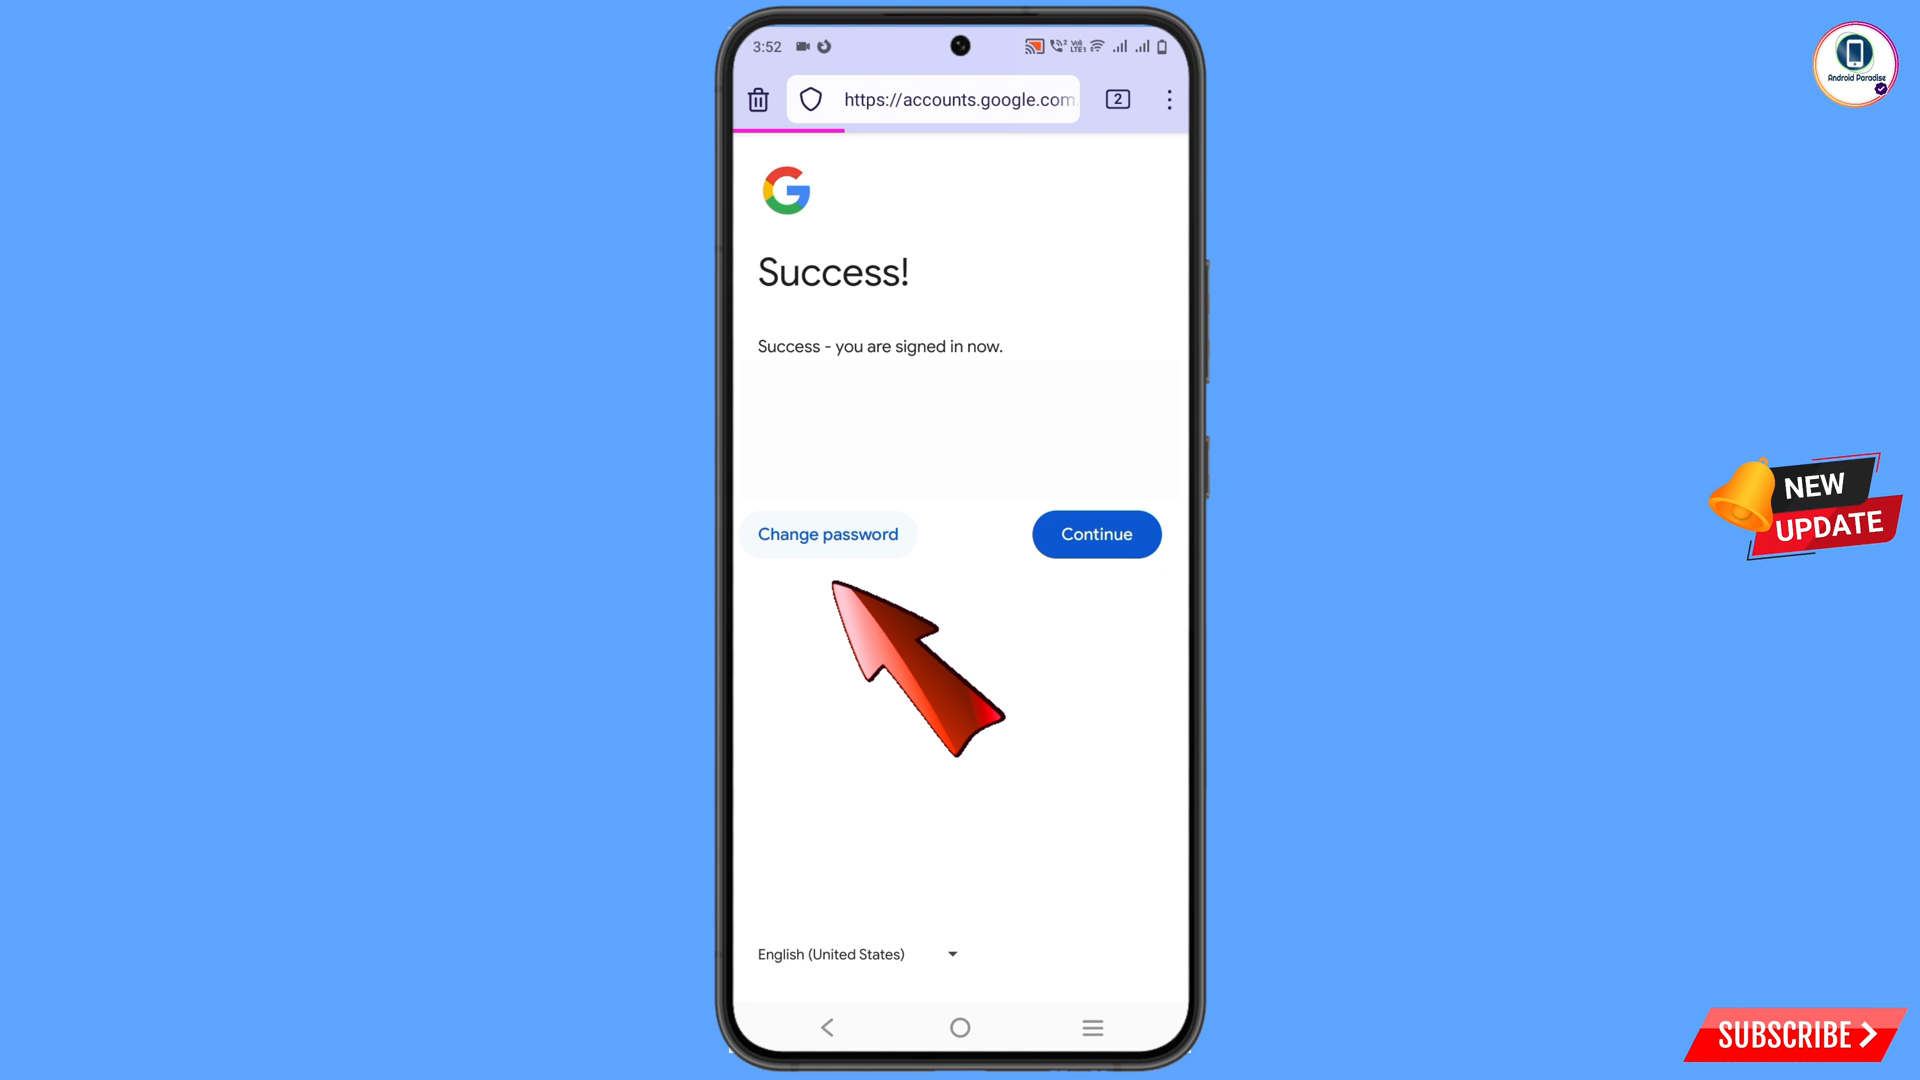 3:52
https://accounts.google.com
2
Android Paradise
Success!
Success - you are signed in now.
Change password
Continue
NEW
UPDATE
English (United States)
SUBSCRIBE